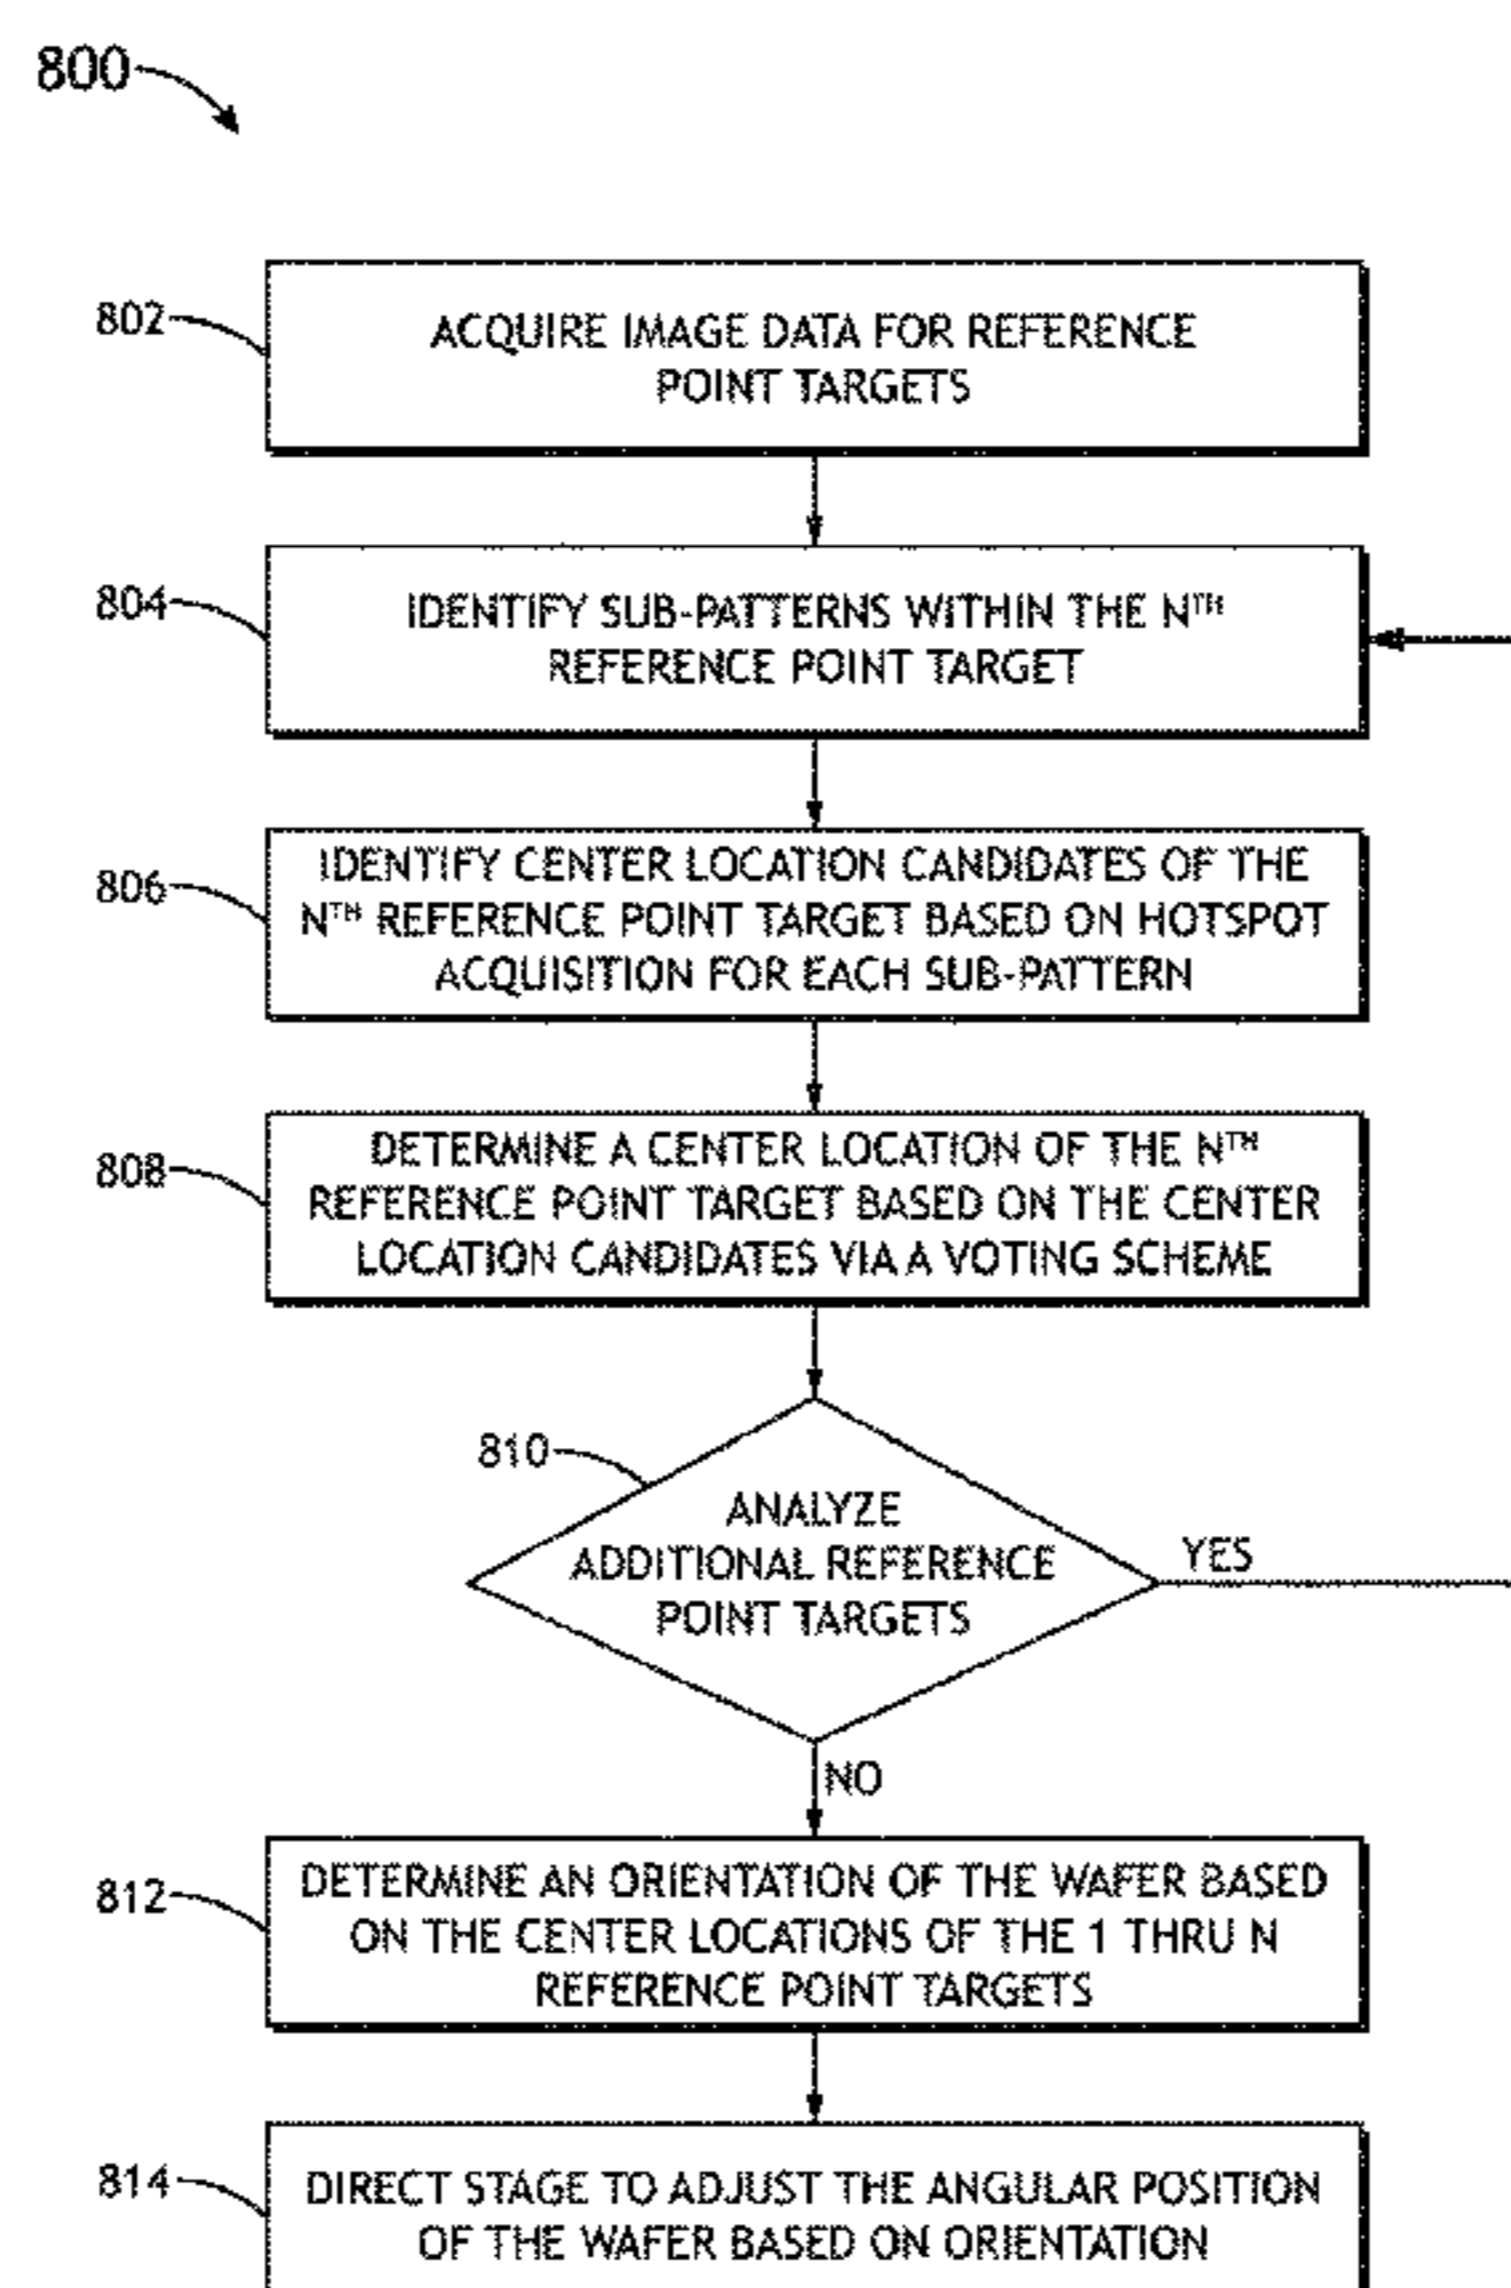 800
802
ACQUIRE IMAGE DATA FOR REFERENCE
POINT TARGETS
804
IDENTIFY SUB-PATTERNS WITHIN THE NTH
REFERENCE POINT TARGET
806
IDENTIFY CENTER LOCATION CANDIDATES OF THE
NTH REFERENCE POINT TARGET BASED ON HOTSPOT
ACQUISITION FOR EACH SUB-PATTERN
808
DETERMINE A CENTER LOCATION OF THE NTH
REFERENCE POINT TARGET BASED ON THE CENTER
LOCATION CANDIDATES VIA A VOTING SCHEME
810
ANALYZE
ADDITIONAL REFERENCE
POINT TARGETS
YES
NO
812
DETERMINE AN ORIENTATION OF THE WAFER BASED
ON THE CENTER LOCATIONS OF THE 1 THRU N
REFERENCE POINT TARGETS
814
DIRECT STAGE TO ADJUST THE ANGULAR POSITION
OF THE WAFER BASED ON ORIENTATION